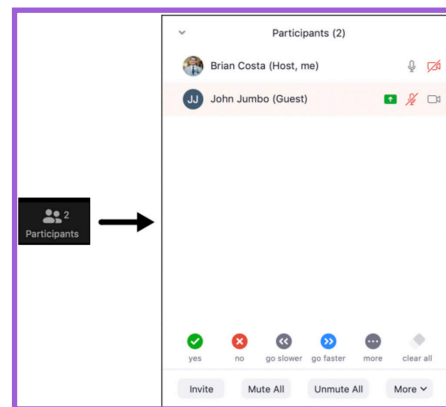 Participants (2)
Brian Costa (Host, me)
JJ John Jumbo (Guest)
2
Participants
yes no go slower go faster more clear all
Invite Mute All Unmute All More